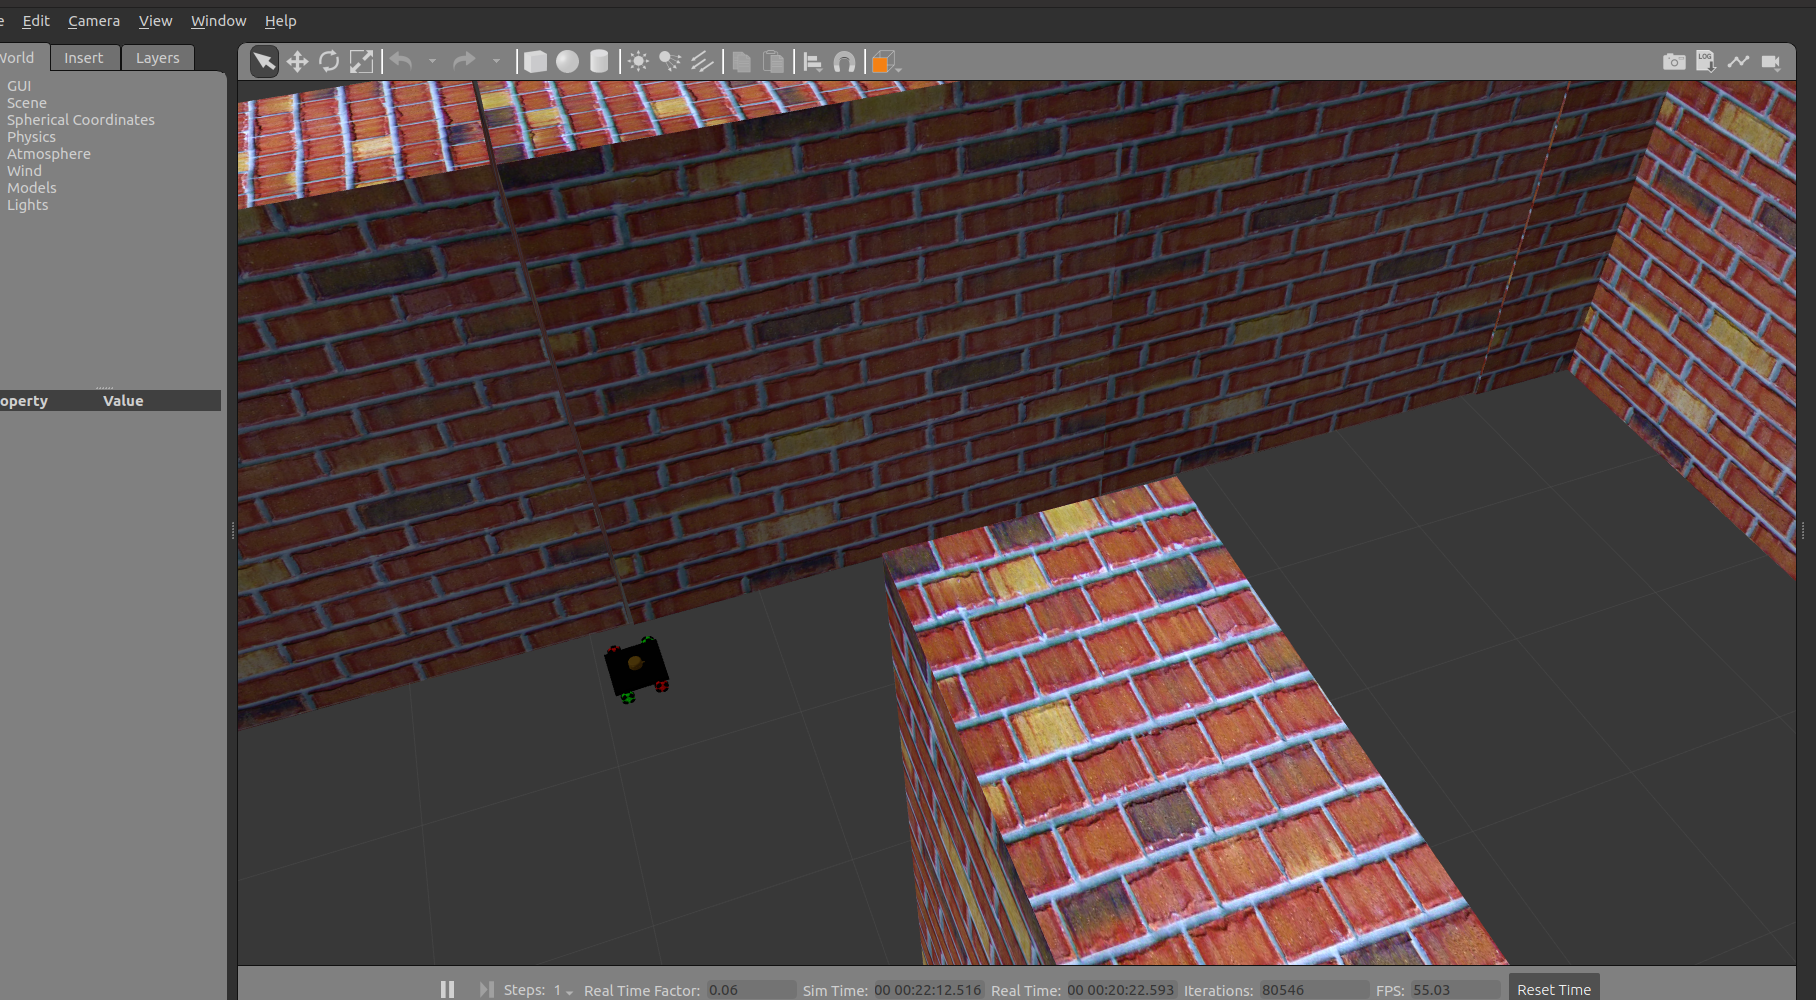 e Edit Camera View Window Help
World Insert Layers
LOG
GUI
Scene
Spherical Coordinates
Physics
Atmosphere
Wind
Models
Lights
operty Value
Steps: 1 Real Time Factor: 0.06 Sim Time: 00 00:22:12.516 Real Time: 00 00:20:22.593 Iterations: 80546 FPS: 55.03 Reset Time